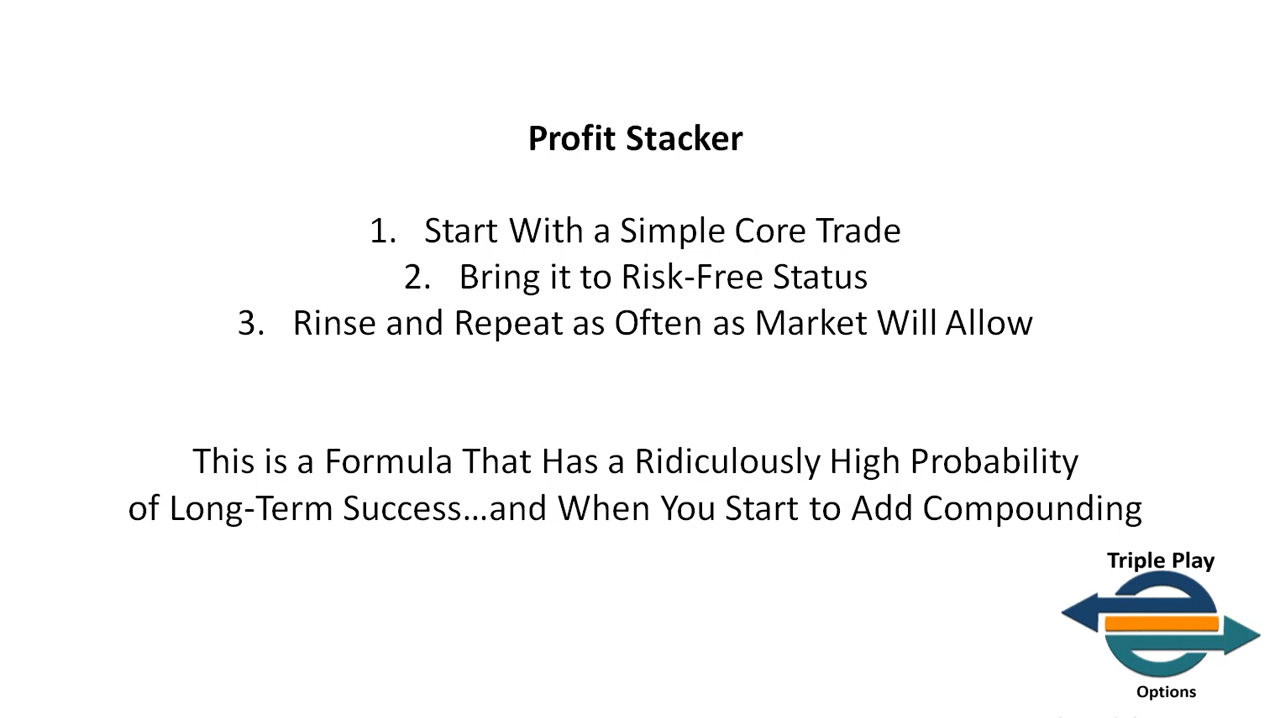 Profit Stacker
1. Start With a Simple Core Trade
2. Bring it to Risk-Free Status
3. Rinse and Repeat as Often as Market Will Allow
This is a Formula That Has a Ridiculously High Probability
of Long-Term Success...and When You Start to Add Compounding
Triple Play
Options